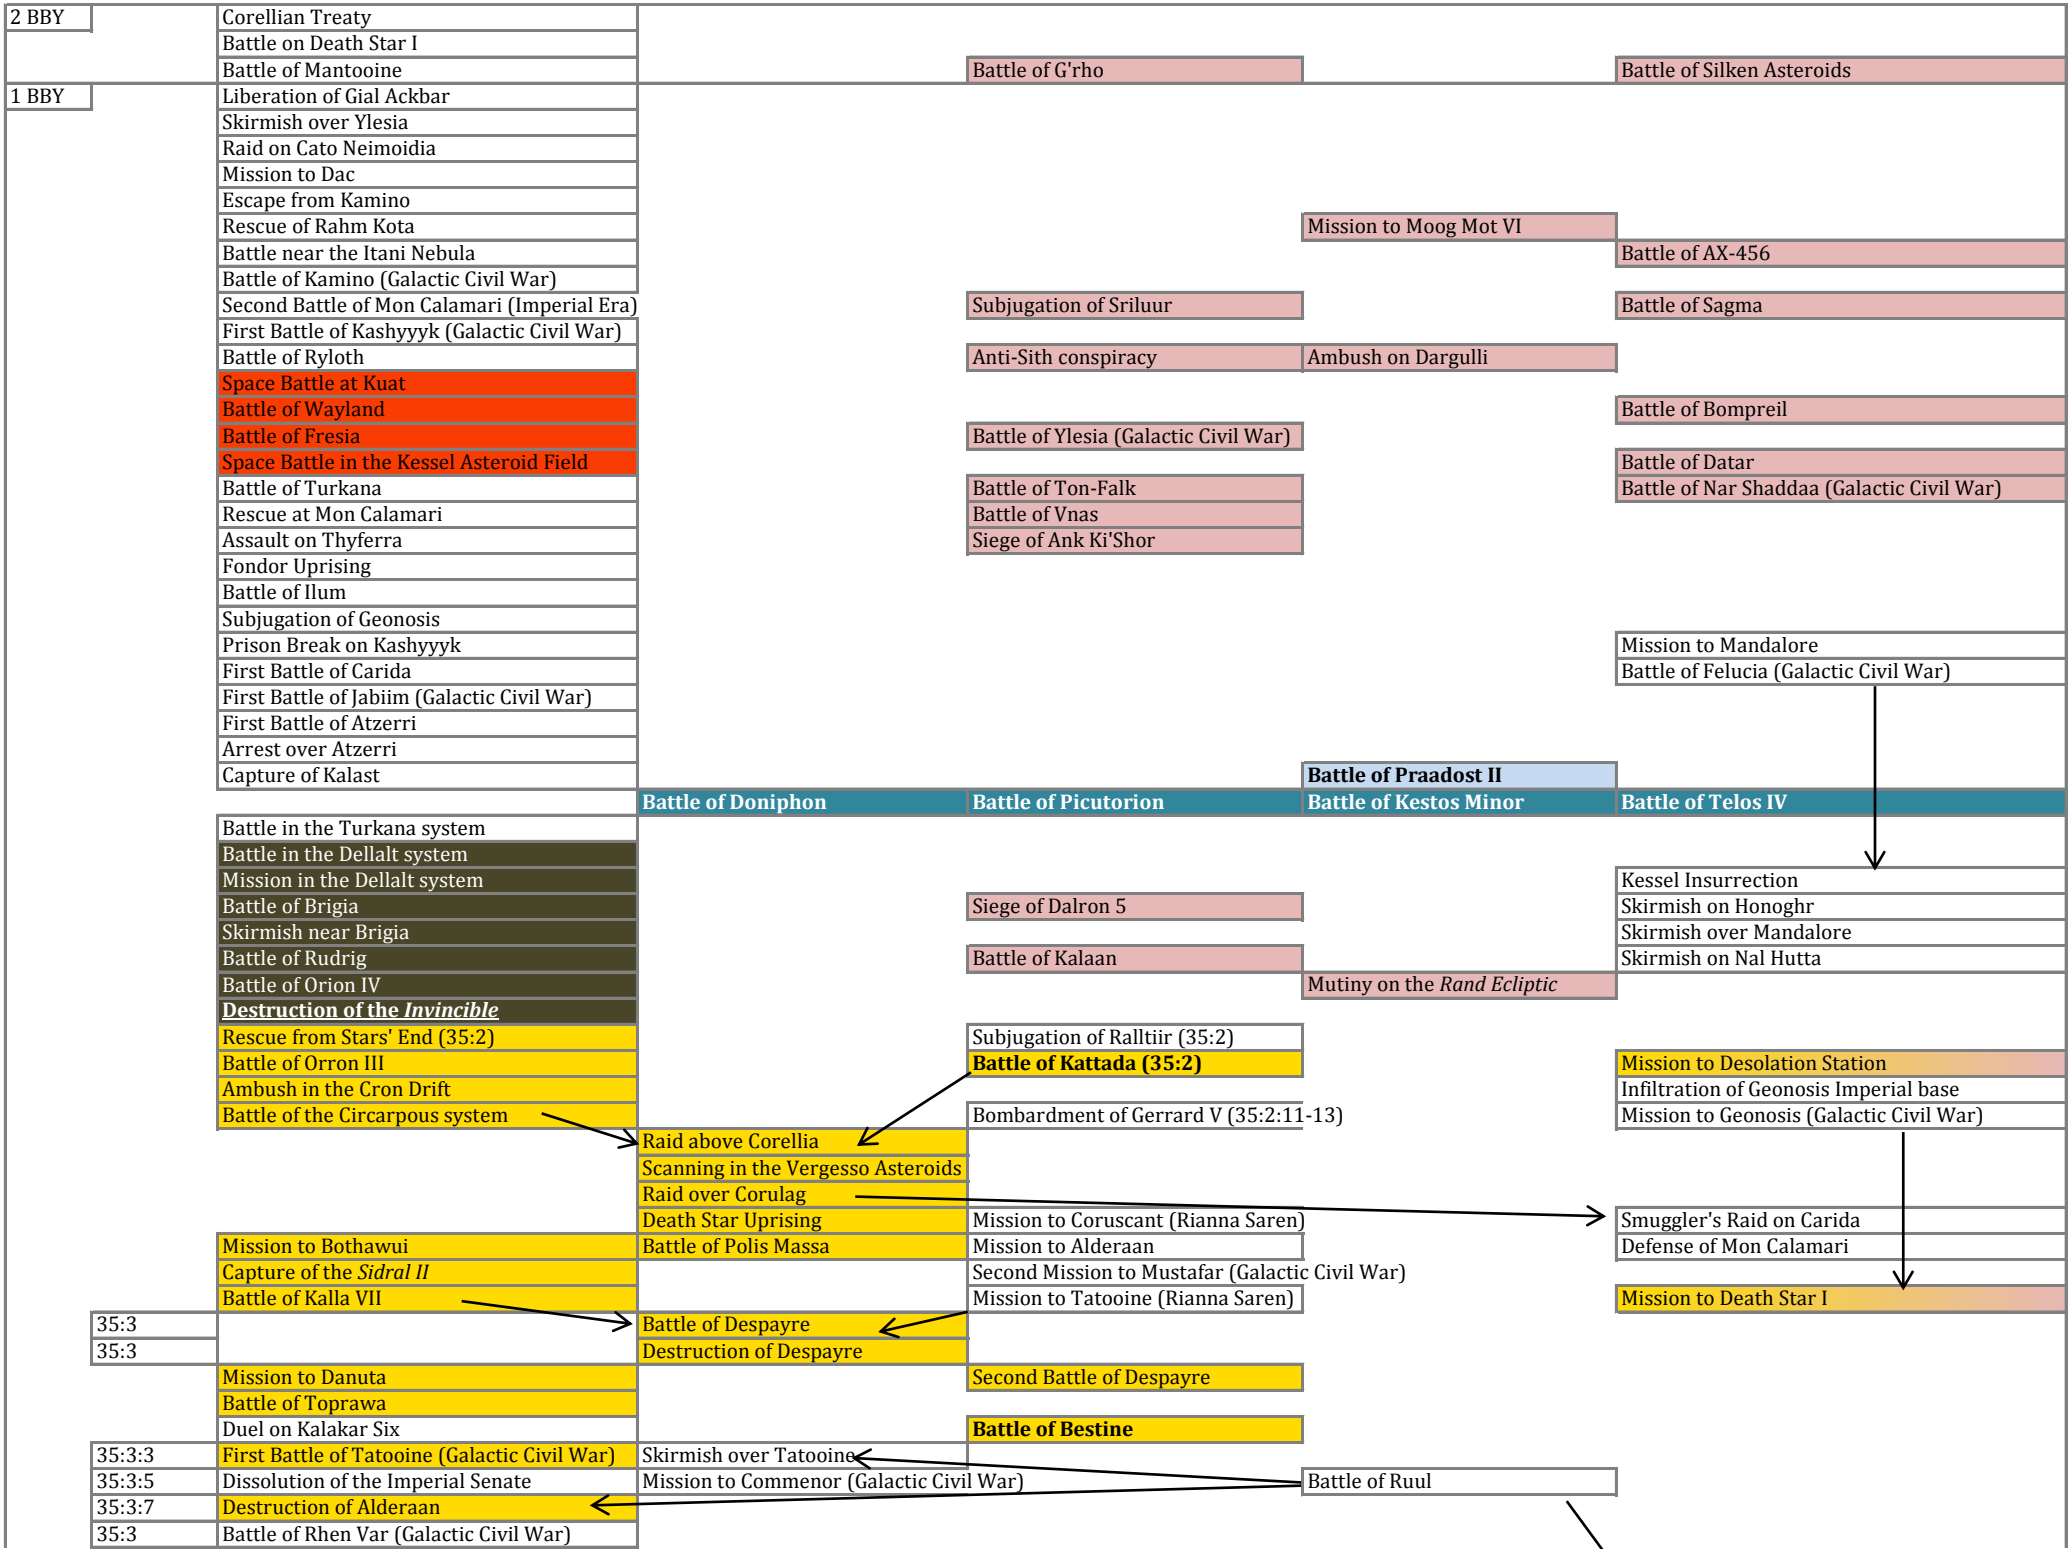 2 BBY Corellian Treaty
Battle on Death Star I
Battle of Mantooine Battle of G'rho Battle of Silken Asteroids
1 BBY Liberation of Gial Ackbar
Skirmish over Ylesia
Raid on Cato Neimoidia
Mission to Dac
Escape from Kamino
Rescue of Rahm Kota Mission to Moog Mot VI
Battle near the Itani Nebula Battle of AX-456
Battle of Kamino (Galactic Civil War)
Second Battle of Mon Calamari (Imperial Era) Subjugation of Sriluur Battle of Sagma
First Battle of Kashyyyk (Galactic Civil War)
Battle of Ryloth Anti-Sith conspiracy Ambush on Dargulli
Space Battle at Kuat
Battle of Wayland Battle of Bompreil
Battle of Fresia Battle of Ylesia (Galactic Civil War)
Space Battle in the Kessel Asteroid Field Battle of Datar
Battle of Turkana Battle of Ton-Falk Battle of Nar Shaddaa (Galactic Civil War)
Rescue at Mon Calamari Battle of Vnas
Assault on Thyferra Siege of Ank Ki'Shor
Fondor Uprising
Battle of Ilum
Subjugation of Geonosis
Prison Break on Kashyyyk Mission to Mandalore
First Battle of Carida Battle of Felucia (Galactic Civil War)
First Battle of Jabiim (Galactic Civil War)
First Battle of Atzerri
Arrest over Atzerri
Capture of Kalast Battle of Praadost II
Battle of Doniphon Battle of Picutorion Battle of Kestos Minor Battle of Telos IV
Battle in the Turkana system
Battle in the Dellalt system
Mission in the Dellalt system Kessel Insurrection
Battle of Brigia Siege of Dalron 5 Skirmish on Honoghr
Skirmish near Brigia Skirmish over Mandalore
Battle of Rudrig Battle of Kalaan Skirmish on Nal Hutta
Battle of Orion IV Mutiny on the Rand Ecliptic
Destruction of the Invincible
Rescue from Stars' End (35:2) Subjugation of Ralltiir (35:2)
Battle of Orron III Battle of Kattada (35:2) Mission to Desolation Station
Ambush in the Cron Drift Infiltration of Geonosis Imperial base
Battle of the Circarpous system Bombardment of Gerrard V (35:2:11-13) Mission to Geonosis (Galactic Civil War)
Raid above Corellia
Scanning in the Vergesso Asteroids
Raid over Corulag
Death Star Uprising Mission to Coruscant (Rianna Saren) Smuggler's Raid on Carida
Mission to Bothawui Battle of Polis Massa Mission to Alderaan Defense of Mon Calamari
Capture of the Sidral II Second Mission to Mustafar (Galactic Civil War)
Battle of Kalla VII Mission to Tatooine (Rianna Saren) Mission to Death Star I
35:3 Battle of Despayre
35:3 Destruction of Despayre
Mission to Danuta Second Battle of Despayre
Battle of Toprawa
Duel on Kalakar Six Battle of Bestine
35:3:3 First Battle of Tatooine (Galactic Civil War) Skirmish over Tatooine
35:3:5 Dissolution of the Imperial Senate Mission to Commenor (Galactic Civil War) Battle of Ruul
35:3:7 Destruction of Alderaan
35:3 Battle of Rhen Var (Galactic Civil War)